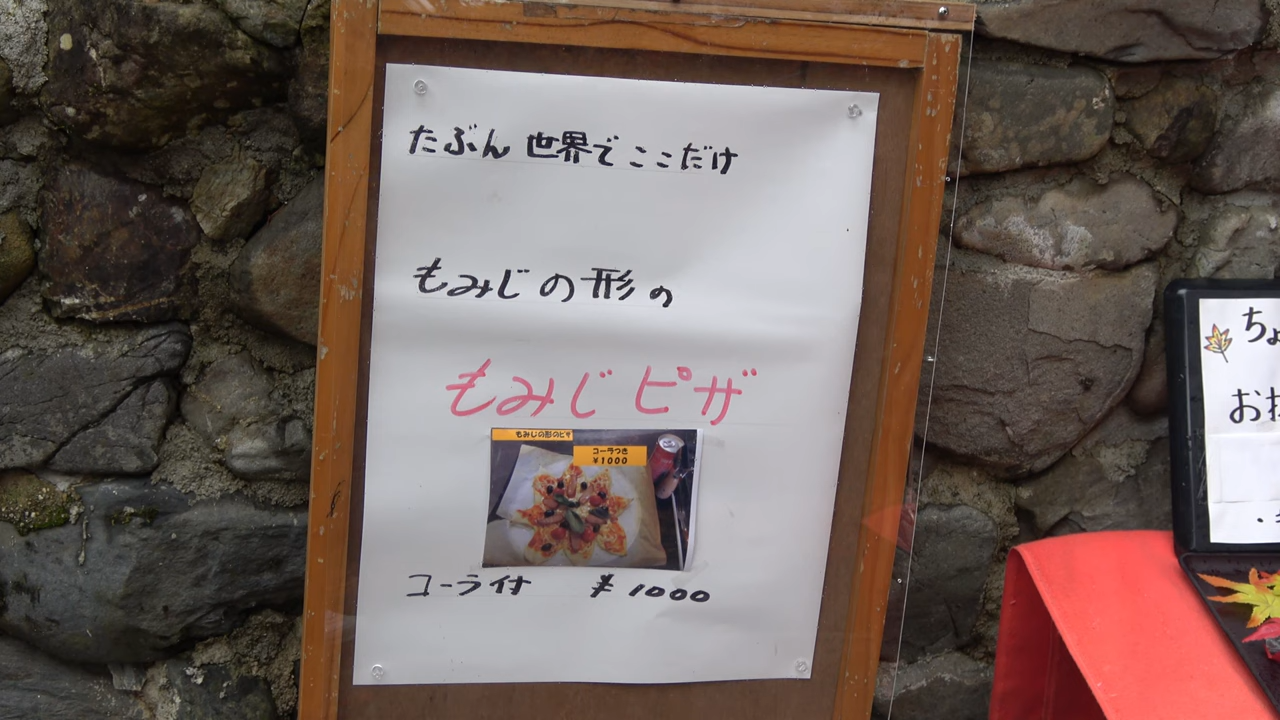 たぶん 世界で ここだけ
もみじの形の
もみじ ピザ
もみじの形のピザ
コーラつき
¥1000
コーラ付 ¥1000
ちょ
お抹